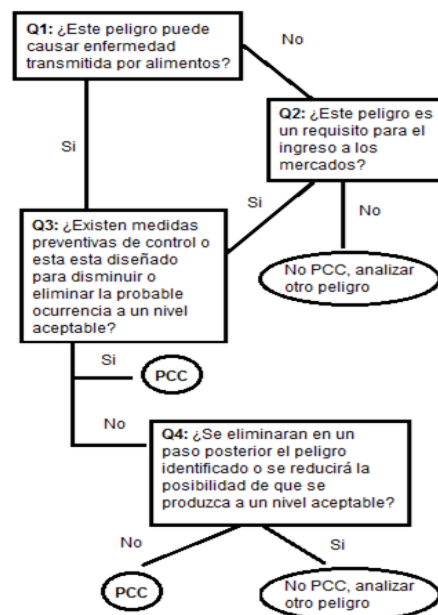 Q1: ¿Este peligro puede
causar enfermedad
transmitida por alimentos?
No
Q2: ¿Este peligro es
un requisito para el
ingreso a los
mercados?
Si
Si
No
Q3: ¿Existen medidas
preventivas de control o
esta esta diseñado
para disminuir o
eliminar la probable
ocurrencia a un nivel
aceptable?
No PCC, analizar
otro peligro
Si
PCC
No
Q4: ¿Se eliminaran en un
paso posterior el peligro
identificado o se reducirá la
posibilidad de que se
produzca a un nivel
aceptable?
No
Si
PCC
No PCC, analizar
otro peligro